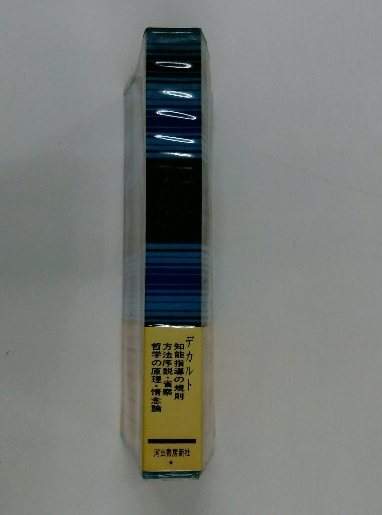 デカルト
知能指導の規則
方法序説・省察
哲学の原理・情念論
河出書房新社